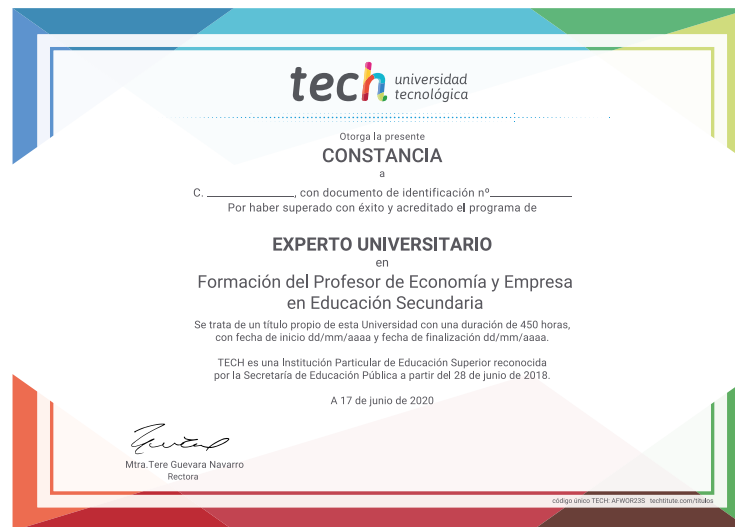 tech universidad
tecnológica
Otorga la presente
CONSTANCIA
a
C. ________________, con documento de identificación nº________________
Por haber superado con éxito y acreditado el programa de
EXPERTO UNIVERSITARIO
en
Formación del Profesor de Economía y Empresa
en Educación Secundaria
Se trata de un título propio de esta Universidad con una duración de 450 horas,
con fecha de inicio dd/mm/aaaa y fecha de finalización dd/mm/aaaa.
TECH es una Institución Particular de Educación Superior reconocida
por la Secretaría de Educación Pública a partir del 28 de junio de 2018.
A 17 de junio de 2020
Mtra.Tere Guevara Navarro
Rectora
código único TECH: AFWOR23S techtitute.com/titulos